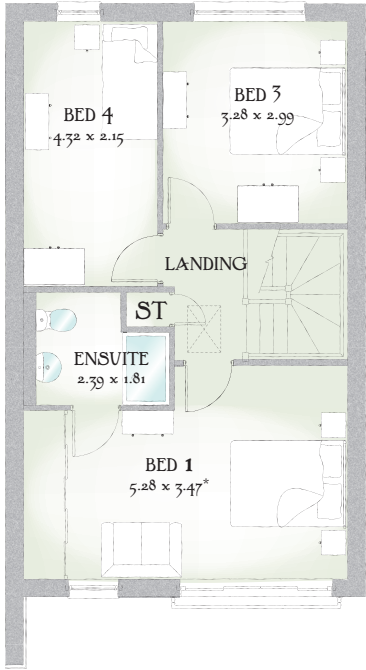 BED 4
4.32 x 2.15
BED 3
3.28 x 2.99
LANDING
ST
ENSUITE
2.39 x 1.81
BED 1
5.28 x 3.47*